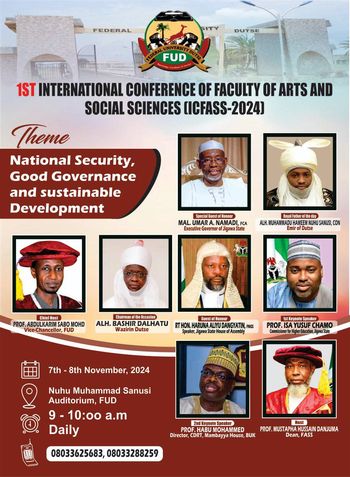 FEDERAL
DUTSE
FUD
1ST INTERNATIONAL CONFERENCE OF FACULTY OF ARTS AND
SOCIAL SCIENCES (ICFASS-2024)
Theme
National Security,
Good Governance
and sustainable
Development
Special Guest of Honour
MAL. UMAR A. NAMADI, FCA
Executive Governor of Jigawa State
Royal Father of the day
ALH. MUHAMMADU HAMEEM NUHU SANUSI, CON
Emir of Dutse
Chief Host
PROF. ABDULKARIM SABO MOHD
Vice-Chancellor, FUD
Chairman of the Occasion
ALH. BASHIR DALHATU
Wazirin Dutse
Guest of Honour
RT HON. HARUNA ALIYU DANGYATIN,
Speaker, Jigawa State House of Assembly
1st Keynote Speaker
PROF. ISA YUSUF CHAMO
Commissioner for Higher Education, Jigawa State
7th - 8th November, 2024
Nuhu Muhammad Sanusi
Auditorium, FUD
9 - 10:oo a.m
Daily
08033625683, 08033288259
2nd Keynote Speaker
PROF. HABU MOHAMMED
Director, CDRT, Mambayya House, BUK
Host
PROF. MUSTAPHA HUSSAIN DANJUMA
Dean, FASS